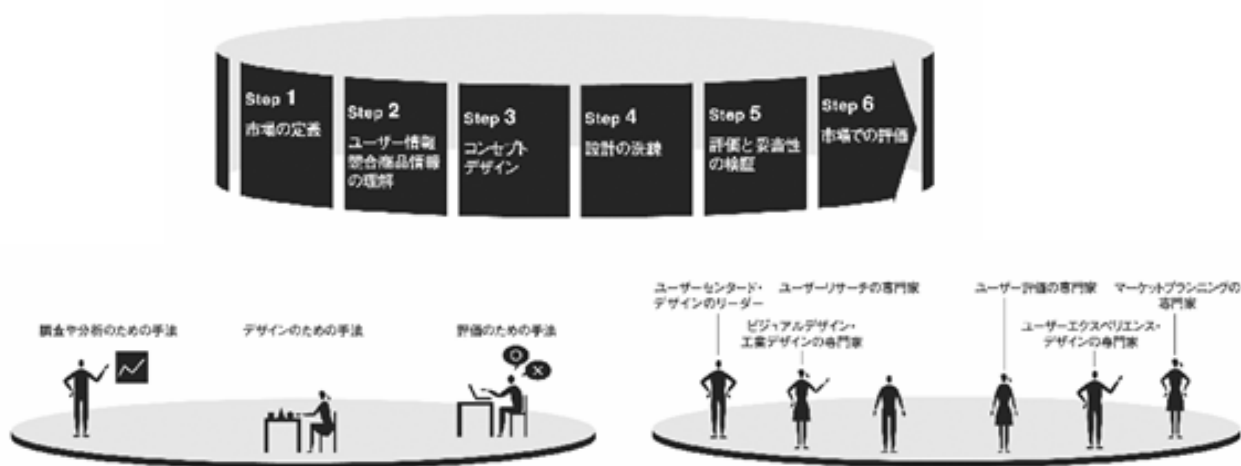 Step 1
市場の定義
Step 2
ユーザー情報
競合商品情報
の理解
Step 3
コンセプト
デザイン
Step 4
設計の洗練
Step 5
評価と妥当性
の検証
Step 6
市場での評価
調査や分析のための手法
デザインのための手法
評価のための手法
ユーザーセンタード・
デザインのリーダー
ビジュアルデザイン・
工業デザインの専門家
ユーザーリサーチの専門家
ユーザー評価の専門家
ユーザーエクスペリエンス・
デザインの専門家
マーケットプランニングの
専門家